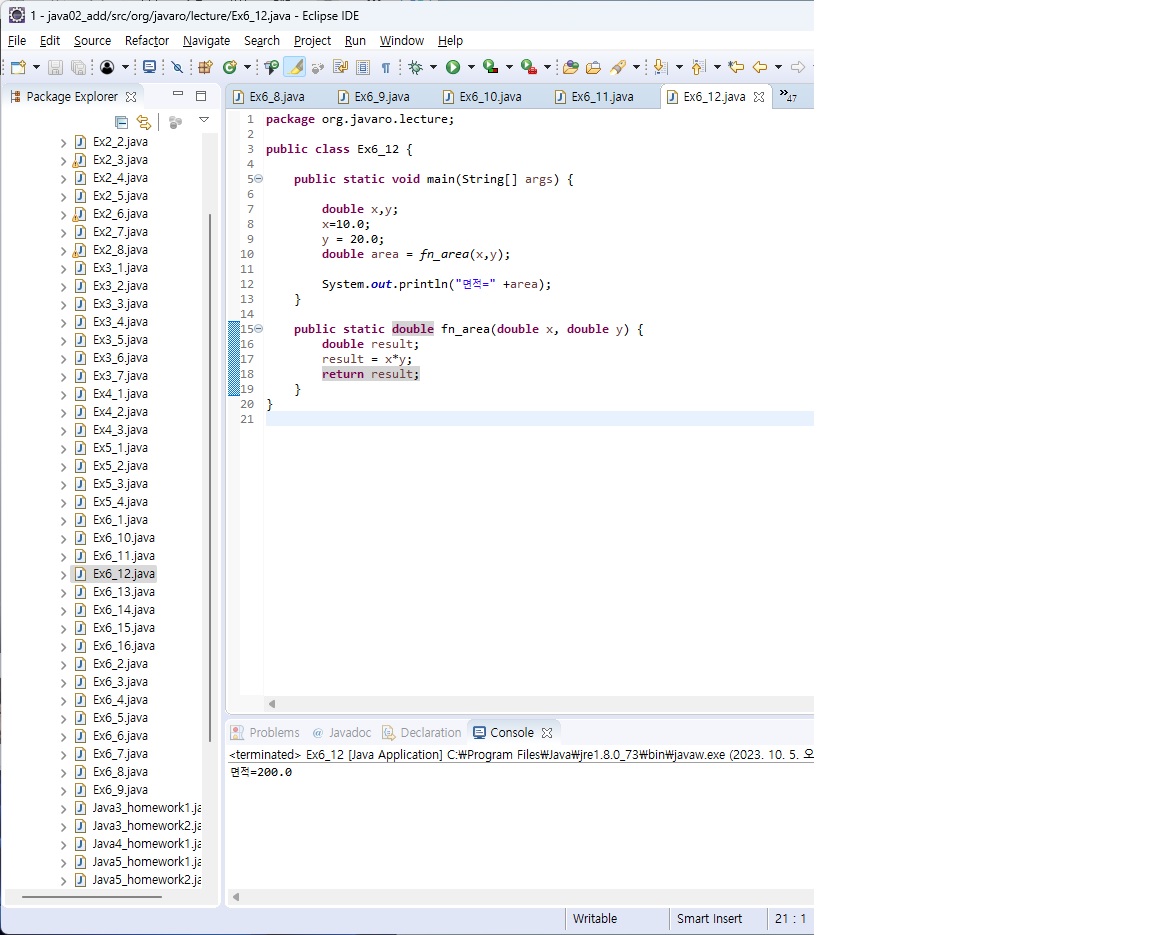 1 - java02_add/src/org/javaro/lecture/Ex6_12.java - Eclipse IDE
File Edit Source Refactor Navigate Search Project Run Window Help
Package Explorer
Ex2_2.java
Ex2_3.java
Ex2_4.java
Ex2_5.java
Ex2_6.java
Ex2_7.java
Ex2_8.java
Ex3_1.java
Ex3_2.java
Ex3_3.java
Ex3_4.java
Ex3_5.java
Ex3_6.java
Ex3_7.java
Ex4_1.java
Ex4_2.java
Ex4_3.java
Ex5_1.java
Ex5_2.java
Ex5_3.java
Ex5_4.java
Ex6_1.java
Ex6_10.java
Ex6_11.java
Ex6_12.java
Ex6_13.java
Ex6_14.java
Ex6_15.java
Ex6_16.java
Ex6_2.java
Ex6_3.java
Ex6_4.java
Ex6_5.java
Ex6_6.java
Ex6_7.java
Ex6_8.java
Ex6_9.java
Java3_homework1.ja
Java3_homework2.ja
Java4_homework1.ja
Java5_homework1.ja
Java5_homework2.ja
Ex6_8.java Ex6_9.java Ex6_10.java Ex6_11.java Ex6_12.java »47
1 package org.javaro.lecture;
2
3 public class Ex6_12 {
4
5 public static void main(String[] args) {
6
7 double x,y;
8 x=10.0;
9 y = 20.0;
10 double area = fn_area(x,y);
11
12 System.out.println("면적=" +area);
13 }
14
15 public static double fn_area(double x, double y) {
16 double result;
17 result = x*y;
18 return result;
19 }
20 }
21
Problems @ Javadoc Declaration Console
<terminated> Ex6_12 [Java Application] C:₩Program Files₩Java₩jre1.8.0_73₩bin₩javaw.exe (2023. 10. 5. 오
면적=200.0
Writable Smart Insert 21 : 1